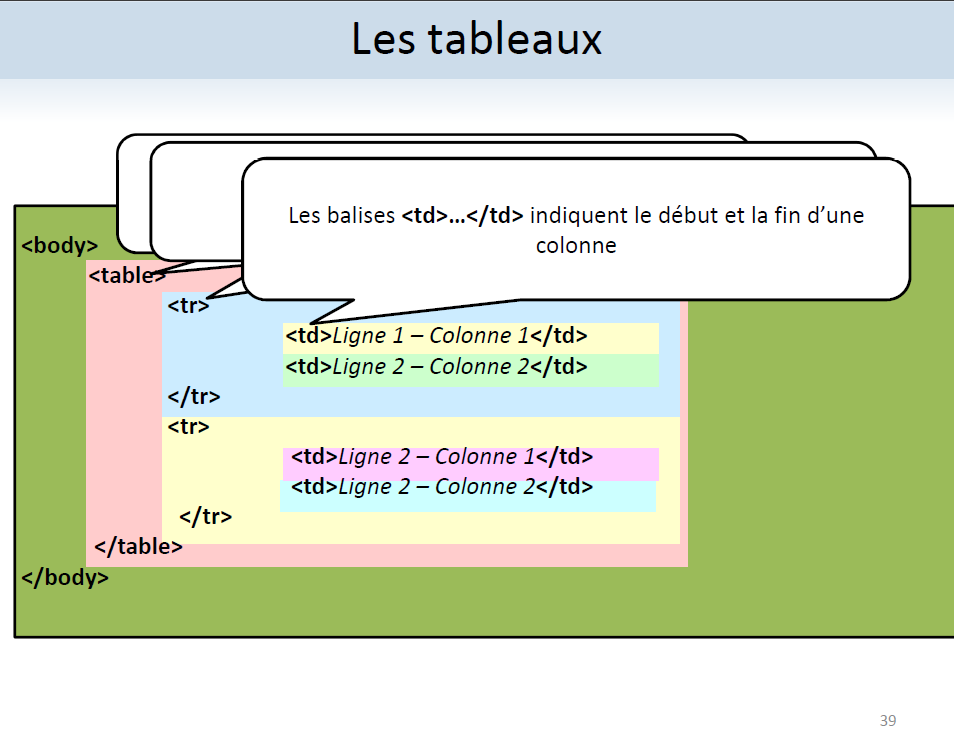 Les tableaux
Les balises <td>…</td> indiquent le début et la fin d’une
colonne
<body>
<table>
<tr>
<td>Ligne 1 – Colonne 1</td>
<td>Ligne 2 – Colonne 2</td>
</tr>
<tr>
<td>Ligne 2 – Colonne 1</td>
<td>Ligne 2 – Colonne 2</td>
</tr>
</table>
</body>
39